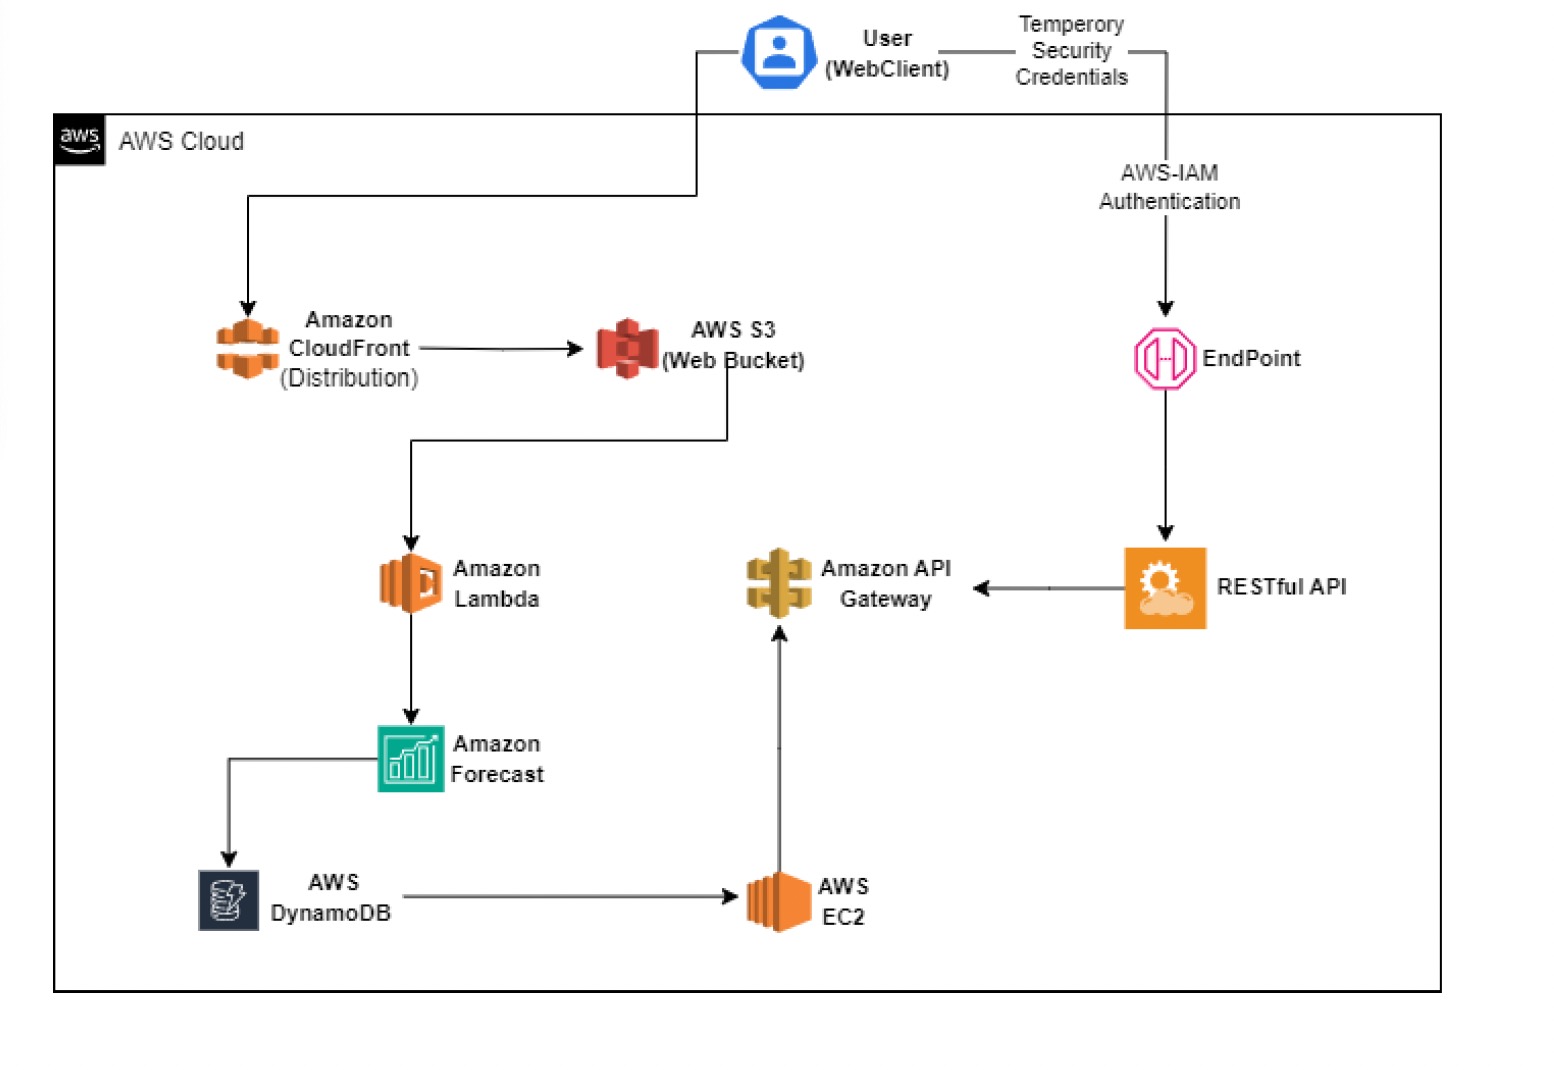 User
(WebClient)
Temperory
Security
Credentials
aws
AWS Cloud
AWS-IAM
Authentication
Amazon
CloudFront
(Distribution)
AWS S3
(Web Bucket)
EndPoint
Amazon
Lambda
Amazon API
Gateway
RESTful API
Amazon
Forecast
AWS
DynamoDB
AWS
EC2